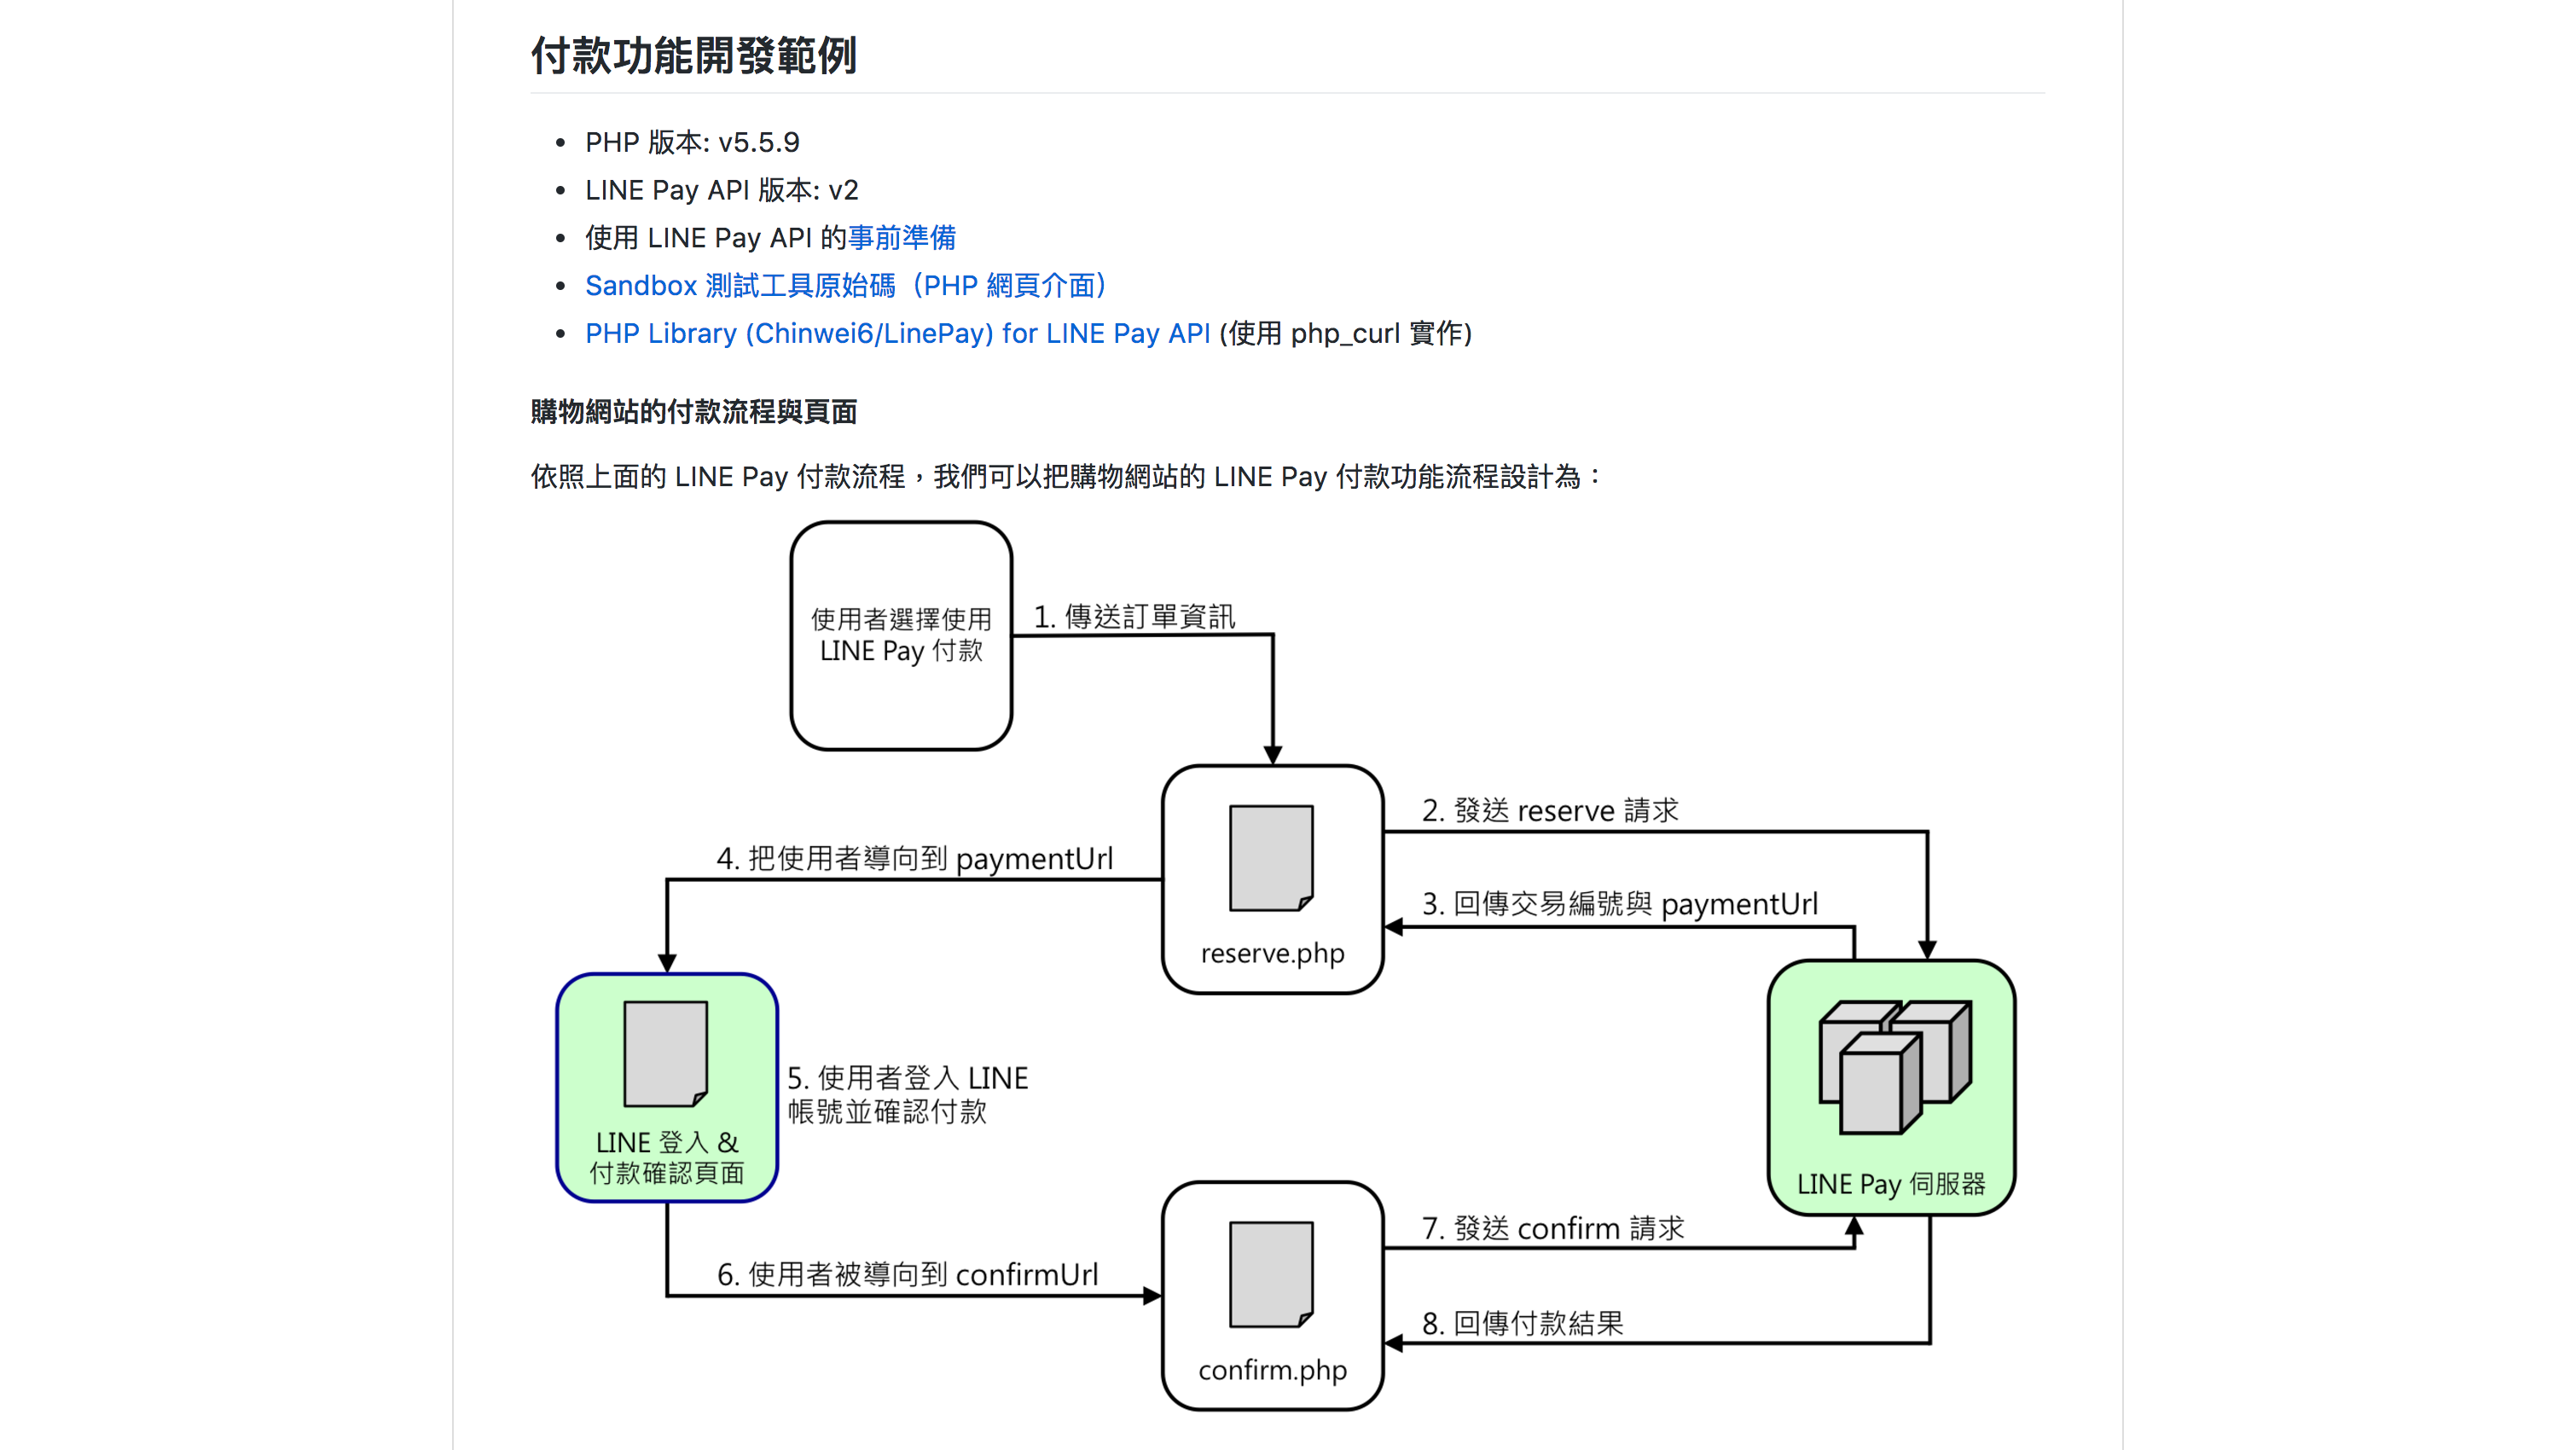 付款功能開發範例
PHP 版本: v5.5.9
LINE Pay API 版本: v2
使用 LINE Pay API 的事前準備
Sandbox 測試工具原始碼（PHP 網頁介面）
PHP Library (Chinwei6/LinePay) for LINE Pay API (使用 php_curl 實作)
購物網站的付款流程與頁面
依照上面的 LINE Pay 付款流程，我們可以把購物網站的 LINE Pay 付款功能流程設計為：
使用者選擇使用
LINE Pay 付款
1. 傳送訂單資訊
reserve.php
2. 發送 reserve 請求
3. 回傳交易編號與 paymentUrl
4. 把使用者導向到 paymentUrl
LINE 登入 &
付款確認頁面
5. 使用者登入 LINE
帳號並確認付款
LINE Pay 伺服器
6. 使用者被導向到 confirmUrl
confirm.php
7. 發送 confirm 請求
8. 回傳付款結果